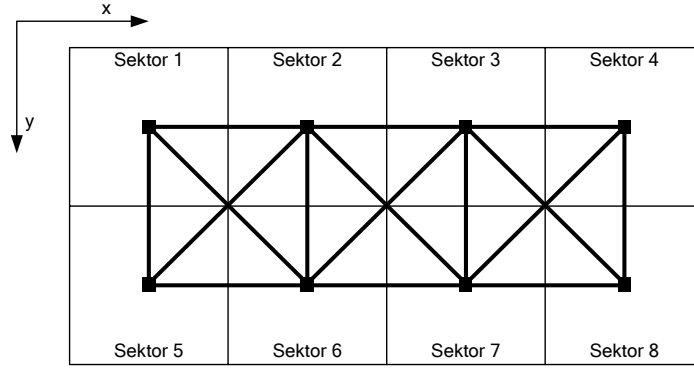 x
y
Sektor 1
Sektor 2
Sektor 3
Sektor 4
Sektor 5
Sektor 6
Sektor 7
Sektor 8